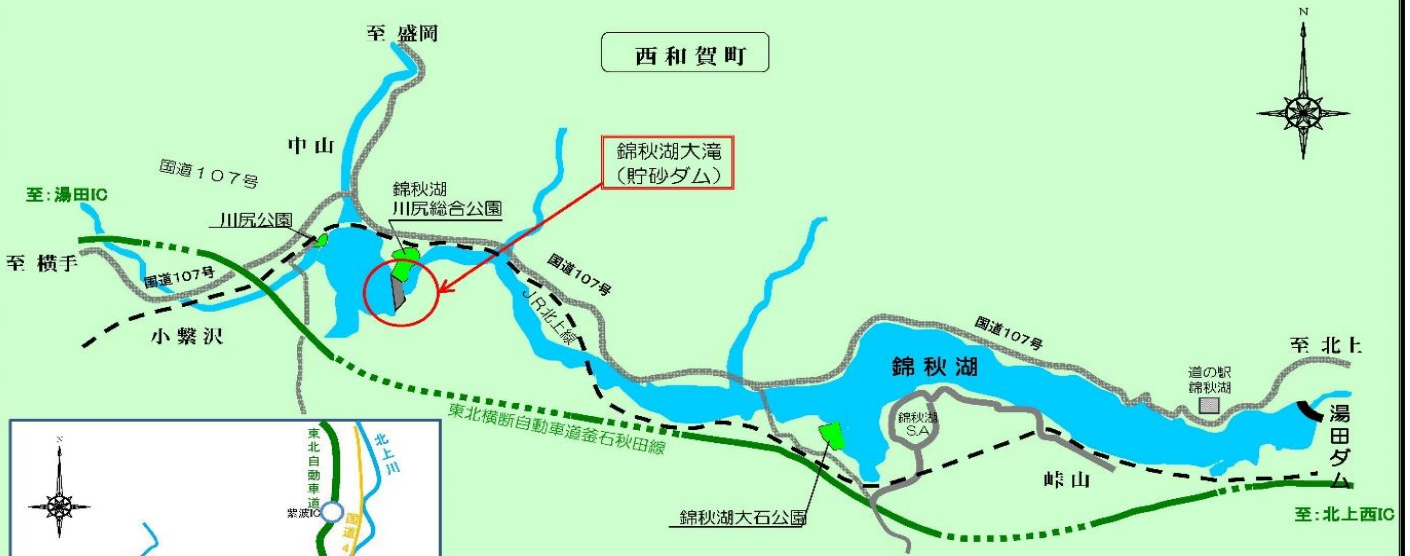 至 盛岡
西和賀町
N
中山
国道107号
錦秋湖大滝
(貯砂ダム)
至:湯田IC
川尻公園
錦秋湖
川尻総合公園
至 横手
国道107号
国道107号
JR北上線
小繋沢
国道107号
至 北上
錦秋湖
道の駅
錦秋湖
錦秋湖
S.A
湯田ダム
東北横断自動車道釜石秋田線
峠山
錦秋湖大石公園
至:北上西IC
N
東北自動車道
北上川
紫波IC
国道4